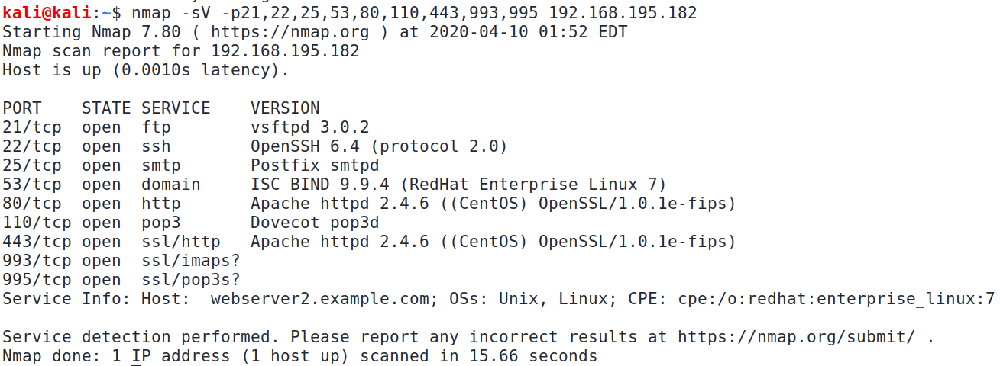 kali@kali:~$ nmap -sV -p21,22,25,53,80,110,443,993,995 192.168.195.182
Starting Nmap 7.80 ( https://nmap.org ) at 2020-04-10 01:52 EDT
Nmap scan report for 192.168.195.182
Host is up (0.0010s latency).
PORT    STATE SERVICE    VERSION
21/tcp  open  ftp        vsftpd 3.0.2
22/tcp  open  ssh        OpenSSH 6.4 (protocol 2.0)
25/tcp  open  smtp       Postfix smtpd
53/tcp  open  domain     ISC BIND 9.9.4 (RedHat Enterprise Linux 7)
80/tcp  open  http       Apache httpd 2.4.6 ((CentOS) OpenSSL/1.0.1e-fips)
110/tcp open  pop3       Dovecot pop3d
443/tcp open  ssl/http   Apache httpd 2.4.6 ((CentOS) OpenSSL/1.0.1e-fips)
993/tcp open  ssl/imaps?
995/tcp open  ssl/pop3s?
Service Info: Host:  webserver2.example.com; OSs: Unix, Linux; CPE: cpe:/o:redhat:enterprise_linux:7
Service detection performed. Please report any incorrect results at https://nmap.org/submit/ .
Nmap done: 1 IP address (1 host up) scanned in 15.66 seconds